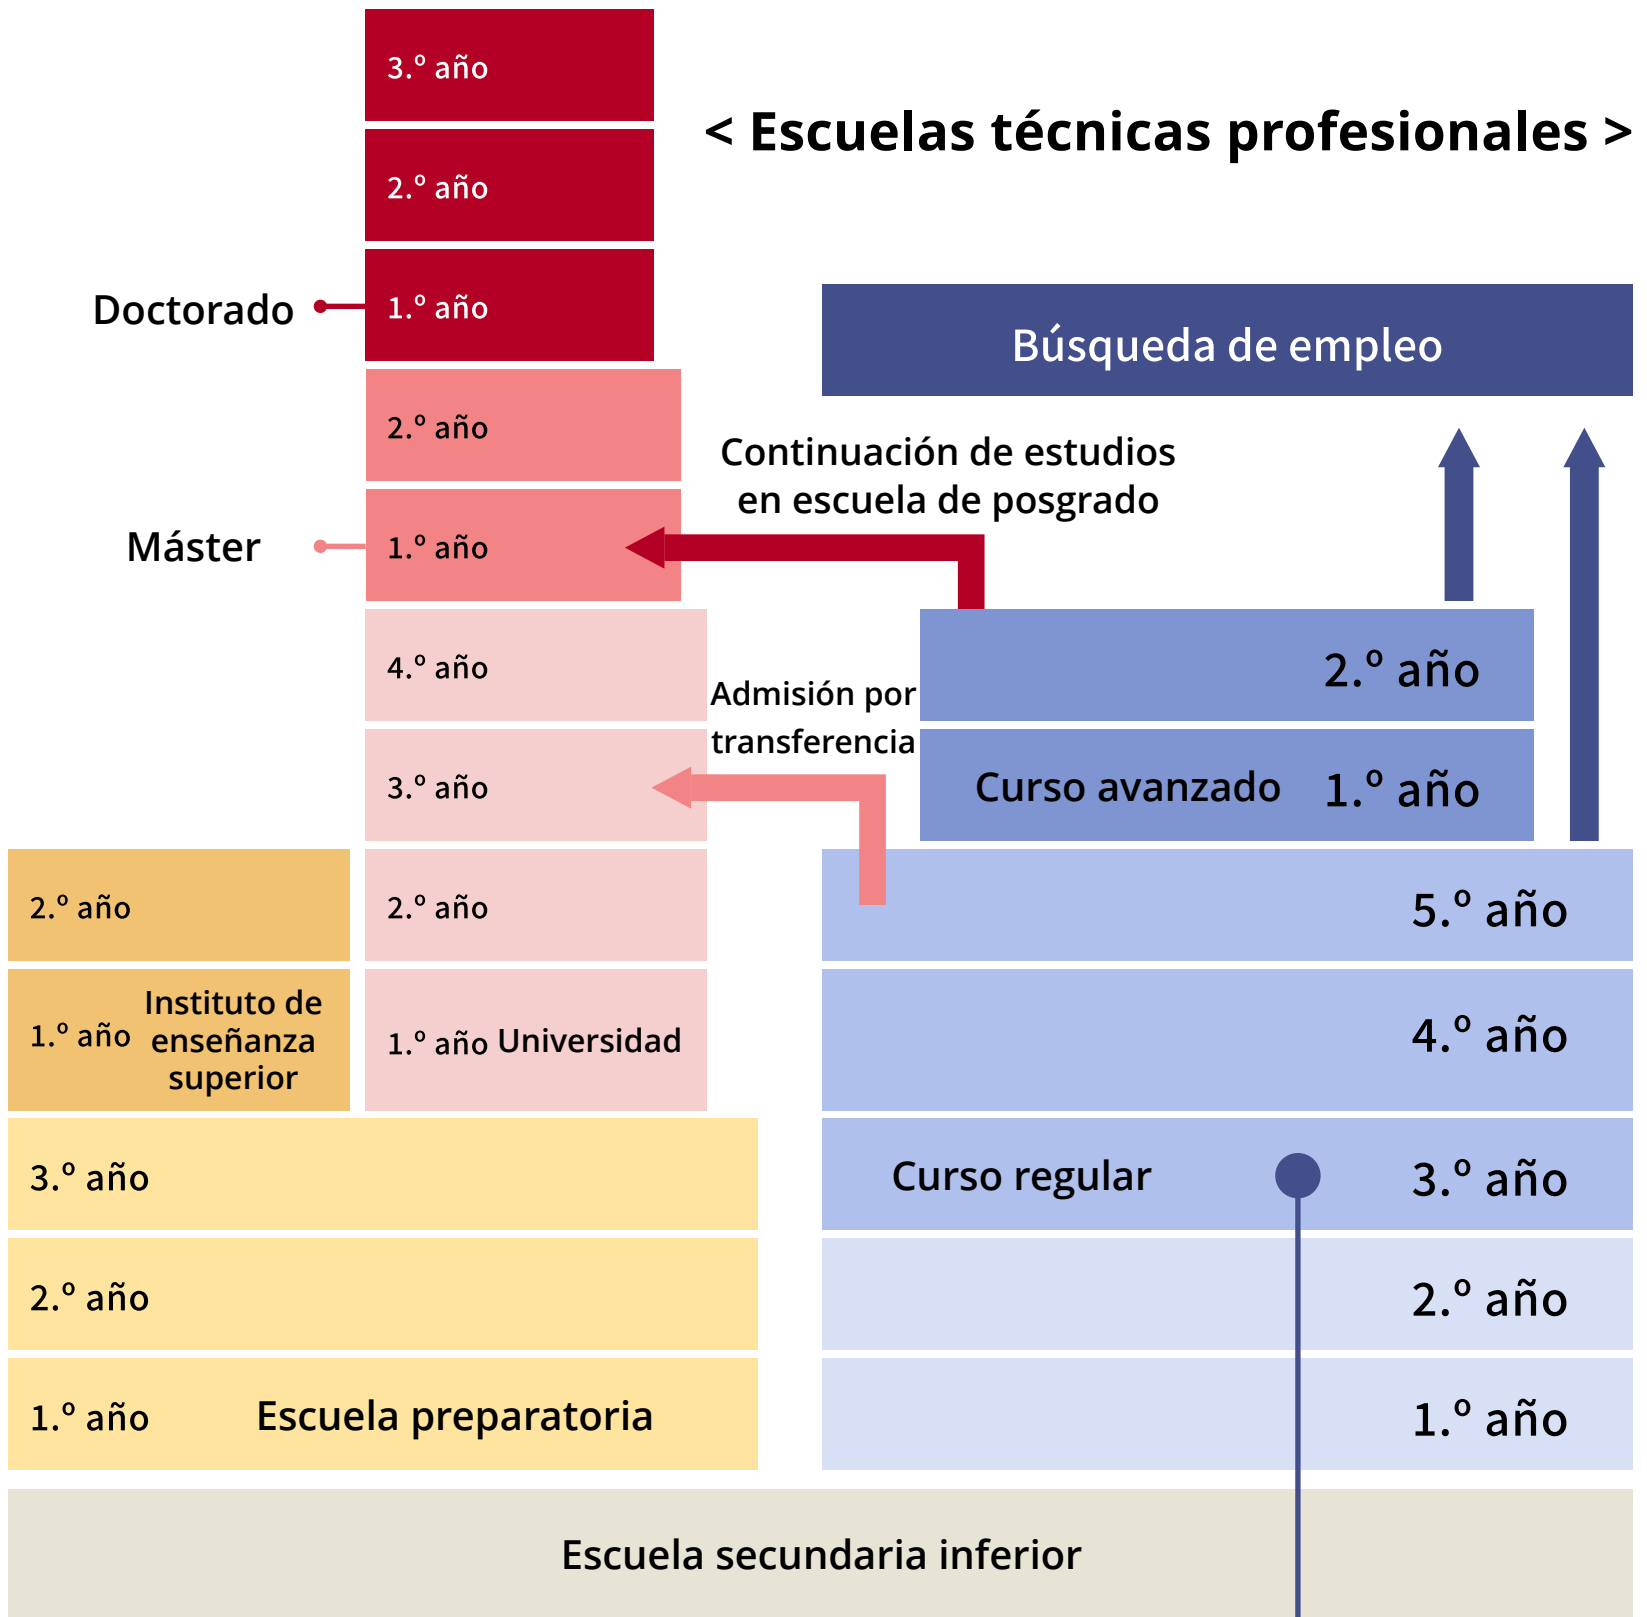 < Escuelas técnicas profesionales >
3.º año
2.º año
Doctorado
1.º año
2.º año
Máster
1.º año
4.º año
3.º año
2.º año
1.º año
Universidad
2.º año
1.º año
Instituto de
enseñanza
superior
3.º año
2.º año
1.º año
Escuela preparatoria
Búsqueda de empleo
Continuación de estudios
en escuela de posgrado
Admisión por
transferencia
2.º año
Curso avanzado
1.º año
5.º año
4.º año
Curso regular
3.º año
2.º año
1.º año
Escuela secundaria inferior